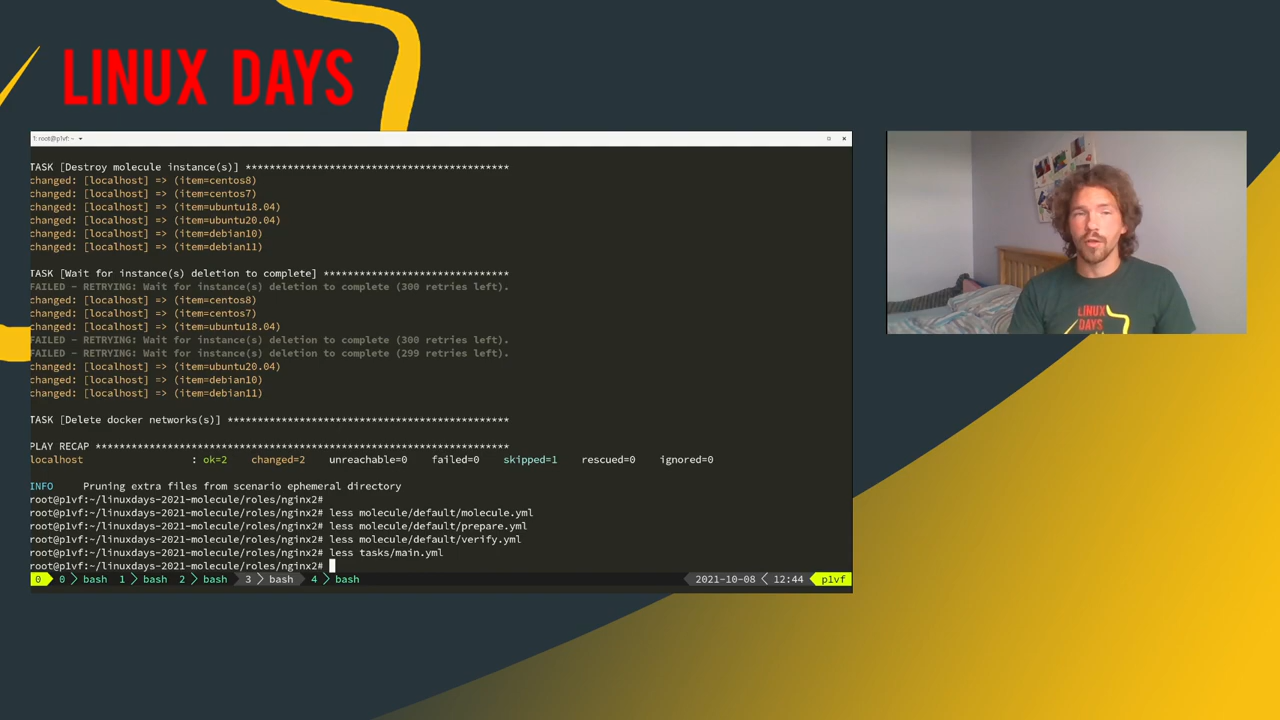 LINUX DAYS
1: root@p1vf: ~
TASK [Destroy molecule instance(s)] ********************************************
changed: [localhost] => (item=centos8)
changed: [localhost] => (item=centos7)
changed: [localhost] => (item=ubuntu18.04)
changed: [localhost] => (item=ubuntu20.04)
changed: [localhost] => (item=debian10)
changed: [localhost] => (item=debian11)
TASK [Wait for instance(s) deletion to complete] *******************************
FAILED - RETRYING: Wait for instance(s) deletion to complete (300 retries left).
changed: [localhost] => (item=centos8)
changed: [localhost] => (item=centos7)
changed: [localhost] => (item=ubuntu18.04)
FAILED - RETRYING: Wait for instance(s) deletion to complete (300 retries left).
FAILED - RETRYING: Wait for instance(s) deletion to complete (299 retries left).
changed: [localhost] => (item=ubuntu20.04)
changed: [localhost] => (item=debian10)
changed: [localhost] => (item=debian11)
TASK [Delete docker networks(s)] ***********************************************
PLAY RECAP *********************************************************************
localhost : ok=2 changed=2 unreachable=0 failed=0 skipped=1 rescued=0 ignored=0
INFO Pruning extra files from scenario ephemeral directory
root@p1vf:~/linuxdays-2021-molecule/roles/nginx2#
root@p1vf:~/linuxdays-2021-molecule/roles/nginx2# less molecule/default/molecule.yml
root@p1vf:~/linuxdays-2021-molecule/roles/nginx2# less molecule/default/prepare.yml
root@p1vf:~/linuxdays-2021-molecule/roles/nginx2# less molecule/default/verify.yml
root@p1vf:~/linuxdays-2021-molecule/roles/nginx2# less tasks/main.yml
root@p1vf:~/linuxdays-2021-molecule/roles/nginx2#
0 0 bash 1 bash 2 bash 3 bash 4 bash 2021-10-08 12:44 p1vf
LINUX
DAYS